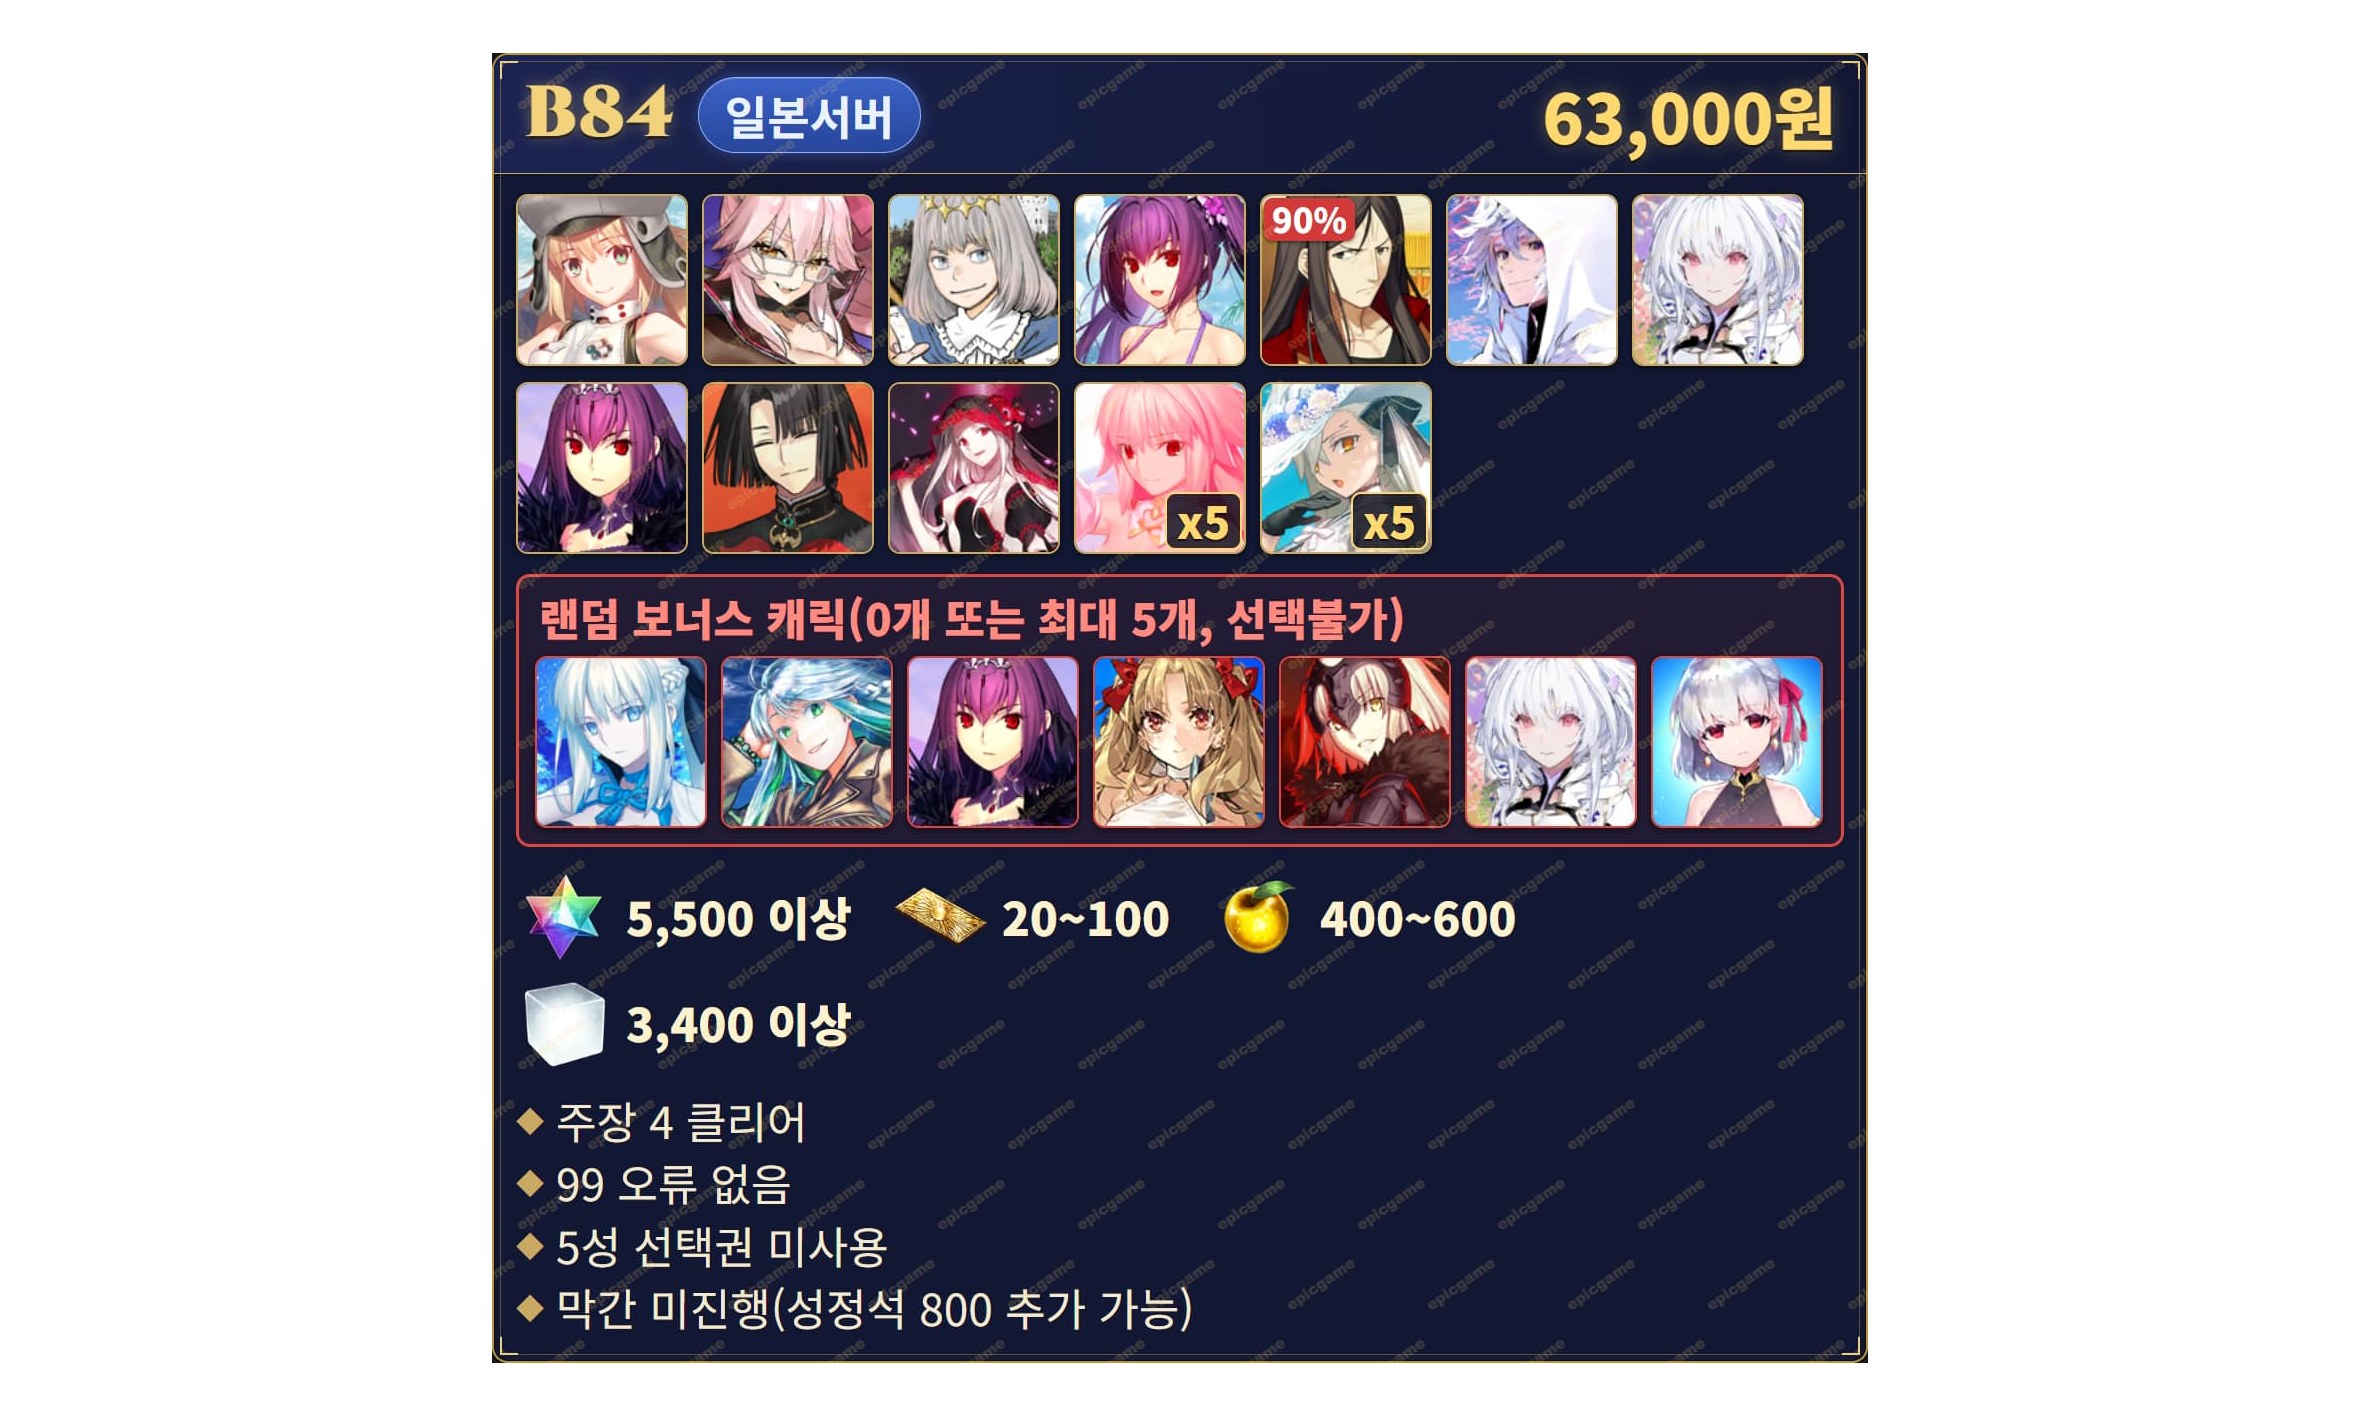 B84 일본서버 63,000원
90%
x5 x5
랜덤 보너스 캐릭(0개 또는 최대 5개, 선택불가)
5,500 이상 20~100 400~600
3,400 이상
주장 4 클리어
99 오류 없음
5성 선택권 미사용
막간 미진행(성정석 800 추가 가능)
epicgame